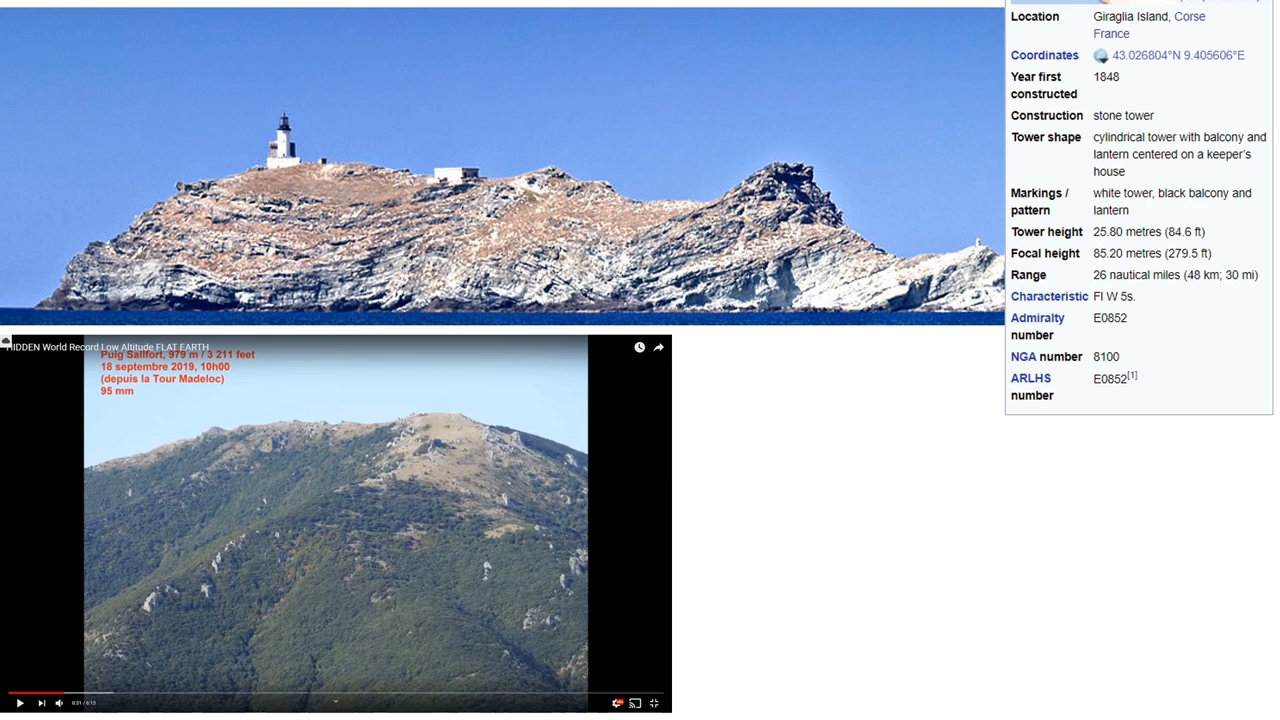 Location Giraglia Island, Corse
France
Coordinates 43.026804°N 9.405606°E
Year first 1848
constructed
Construction stone tower
Tower shape cylindrical tower with balcony and
lantern centered on a keeper's
house
Markings / white tower, black balcony and
pattern lantern
Tower height 25.80 metres (84.6 ft)
Focal height 85.20 metres (279.5 ft)
Range 26 nautical miles (48 km; 30 mi)
Characteristic Fl W 5s.
Admiralty E0852
number
NGA number 8100
ARLHS E0852[1]
number
HIDDEN World Record Low Altitude FLAT EARTH
Puig Sallfort, 979 m / 3 211 feet
18 septembre 2019, 10h00
(depuis la Tour Madeloc)
95 mm
0:31 / 6:13